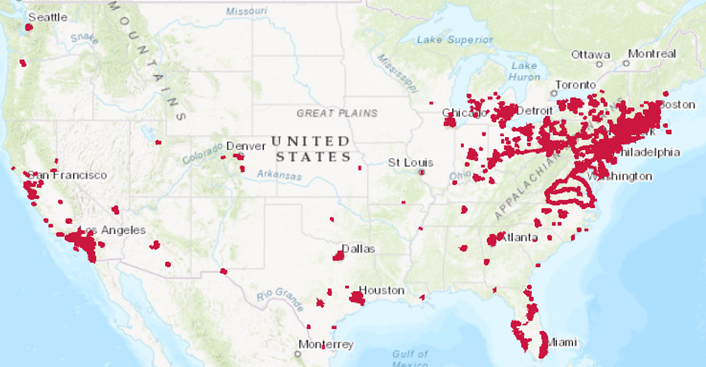 Seattle
Missouri
Snake
MOUNTAINS
Mississippi
Lake Superior
Ottawa
Montreal
Lake
Huron
Toronto
GREAT PLAINS
Chicago
Detroit
Boston
Denver
UNITED
STATES
Colorado
Philadelphia
San Francisco
Arkansas
St Louis
Ohio
Washington
APPALACHIAN
Los Angeles
Atlanta
Dallas
Houston
Rio Grande
Monterrey
Gulf of
Mexico
Miami